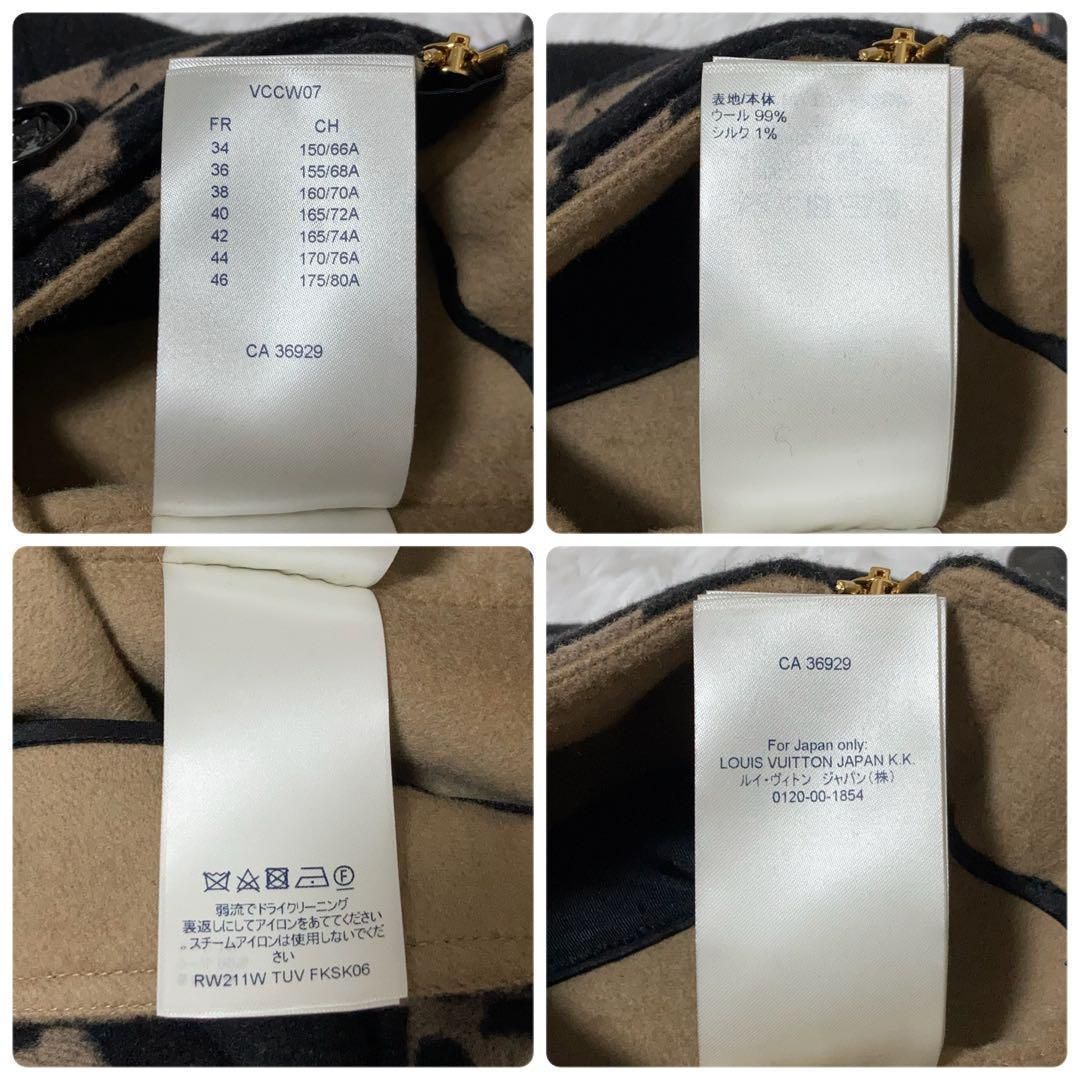 VCCW07
FR CH
34 150/66A
36 155/68A
38 160/70A
40 165/72A
42 165/74A
44 170/76A
46 175/80A
CA 36929
表地/本体
ウール 99%
シルク 1%
弱流でドライクリーニング
裏返しにしてアイロンをあててください
。スチームアイロンは使用しないでくだ
さい
RW211W TUV FKSK06
CA 36929
For Japan only:
LOUIS VUITTON JAPAN K.K.
ルイ・ヴィトン ジャパン(株)
0120-00-1854